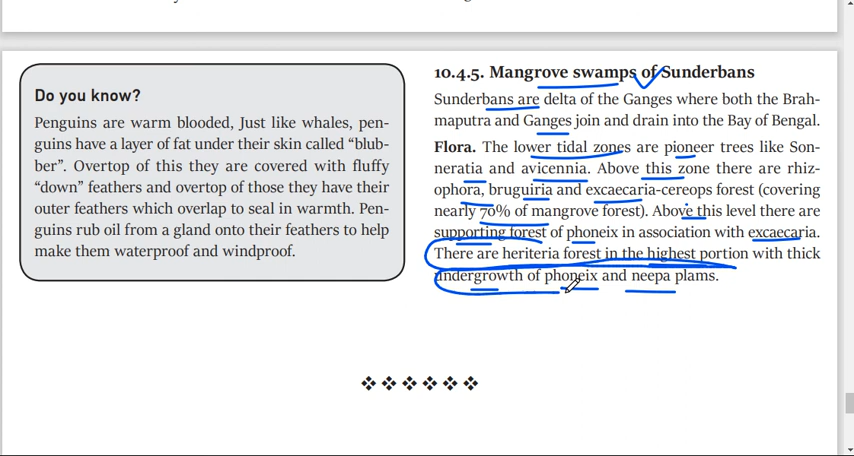 Do you know?
Penguins are warm blooded, Just like whales, pen-
guins have a layer of fat under their skin called “blub-
ber”. Overtop of this they are covered with fluffy
“down” feathers and overtop of those they have their
outer feathers which overlap to seal in warmth. Pen-
guins rub oil from a gland onto their feathers to help
make them waterproof and windproof.
10.4.5. Mangrove swamps of Sunderbans
Sunderbans are delta of the Ganges where both the Brah-
maputra and Ganges join and drain into the Bay of Bengal.
Flora. The lower tidal zones are pioneer trees like Son-
neratia and avicennia. Above this zone there are rhiz-
ophora, bruguiria and excaecaria-cereops forest (covering
nearly 70% of mangrove forest). Above this level there are
supporting forest of phoneix in association with excaecaria.
There are heriteria forest in the highest portion with thick
undergrowth of phoneix and neepa plams.